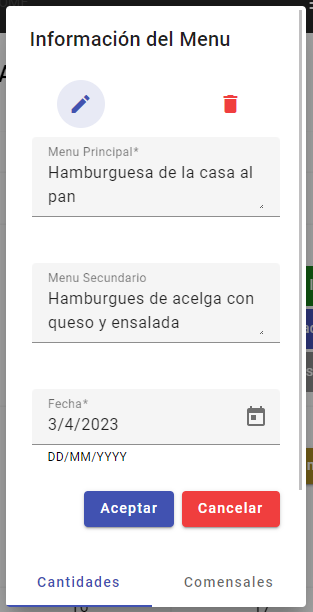 Información del Menu
Menu Principal*
Hamburguesa de la casa al
pan
Menu Secundario
Hamburgues de acelga con
queso y ensalada
Fecha*
3/4/2023
DD/MM/YYYY
Aceptar Cancelar
Cantidades Comensales